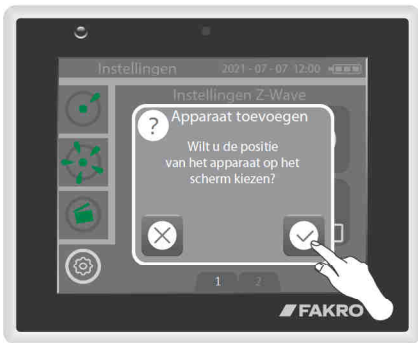 Instellingen 2021 - 07 - 07 12:00
Instellingen Z-Wave
?
Apparaat toevoegen
Wilt u de positie
van het apparaat op het
scherm kiezen?
1 2
FAKRO